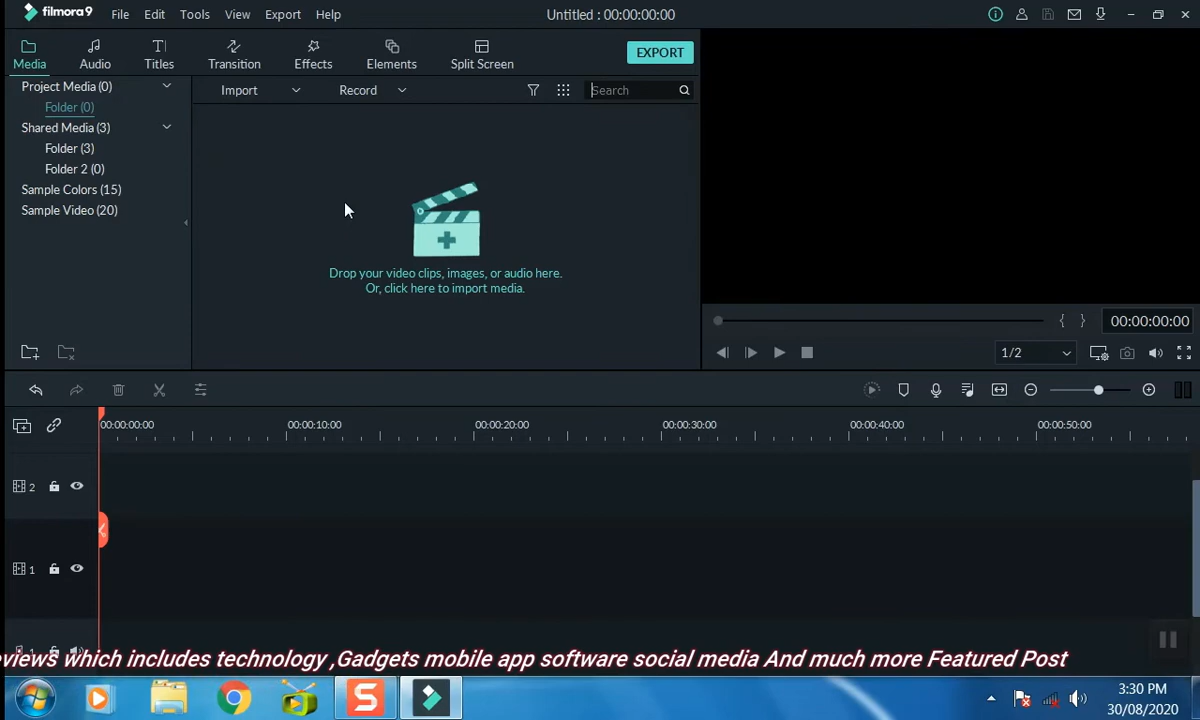 filmora9 File Edit Tools View Export Help Untitled : 00:00:00:00
Media Audio Titles Transition Effects Elements Split Screen EXPORT
Project Media (0)
Folder (0)
Shared Media (3)
Folder (3)
Folder 2 (0)
Sample Colors (15)
Sample Video (20)
Import Record Search
Drop your video clips, images, or audio here.
Or, click here to import media.
00:00:00:00
1/2
00:00:00:00 00:00:10:00 00:00:20:00 00:00:30:00 00:00:40:00 00:00:50:00
2
1
1
eviews which includes technology ,Gadgets mobile app software social media And much more Featured Post
S
3:30 PM
30/08/2020